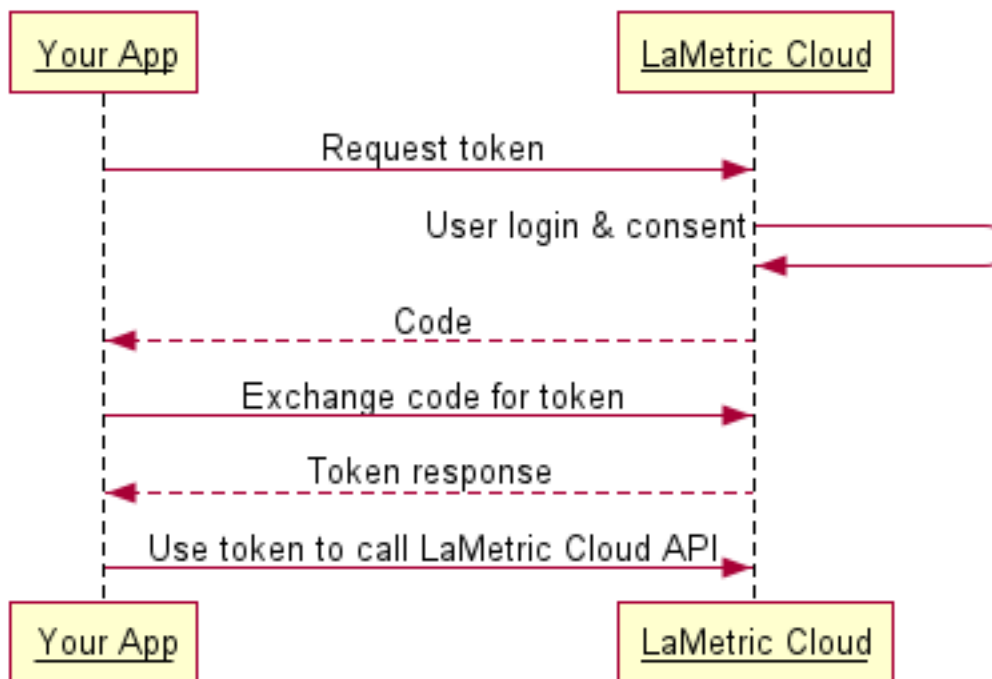 Your App
LaMetric Cloud
Request token
User login & consent
Code
Exchange code for token
Token response
Use token to call LaMetric Cloud API
Your App
LaMetric Cloud